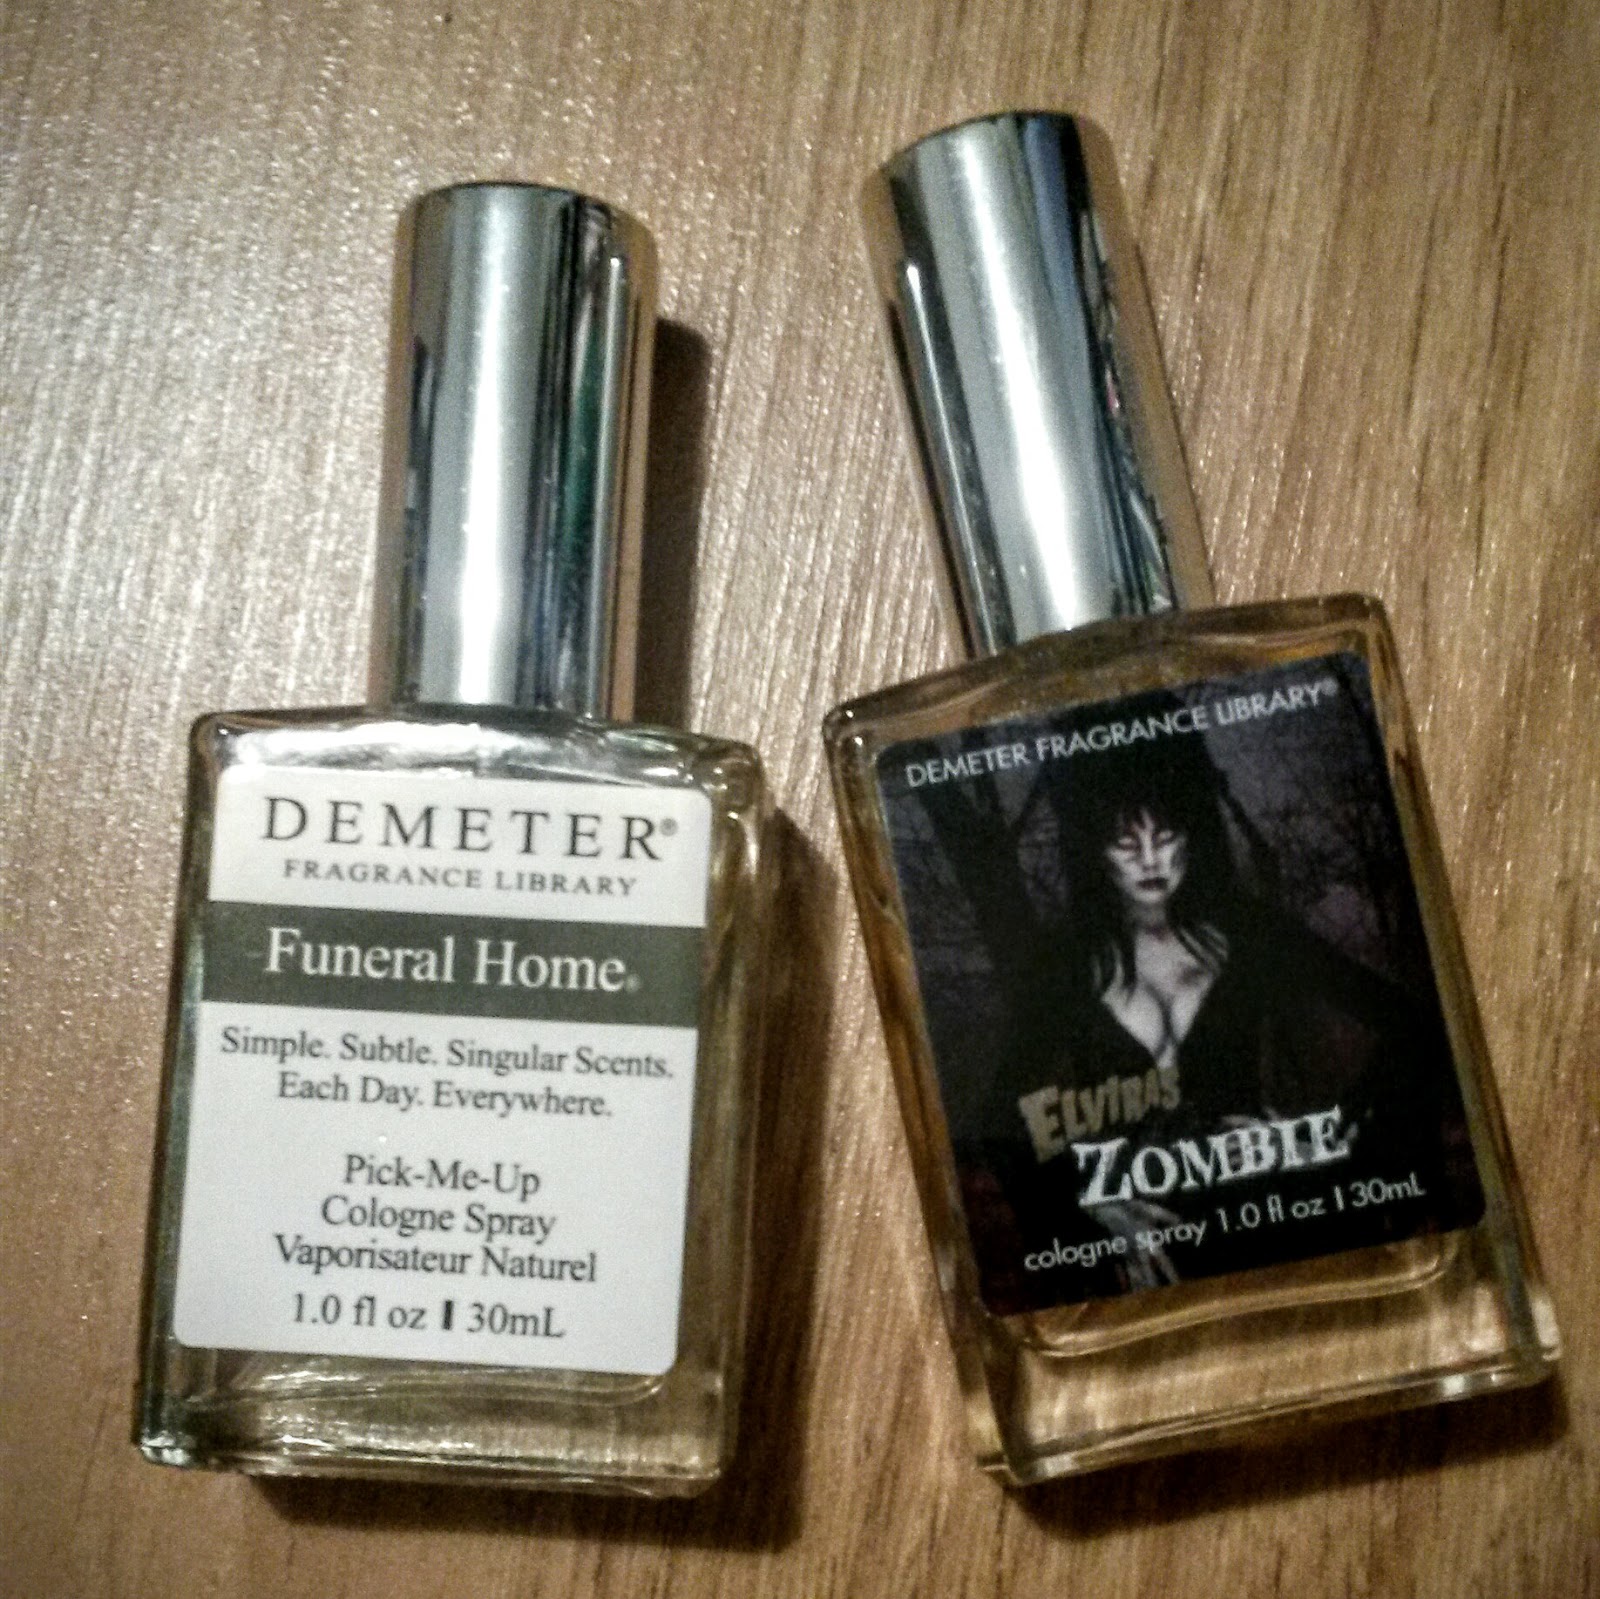 DEMETER®
FRAGRANCE LIBRARY
Funeral Home®
Simple. Subtle. Singular Scents.
Each Day. Everywhere.
Pick-Me-Up
Cologne Spray
Vaporisateur Naturel
1.0 fl oz | 30mL
DEMETER FRAGRANCE LIBRARY®
ELVIRA'S
ZOMBIE
cologne spray 1.0 fl oz | 30mL